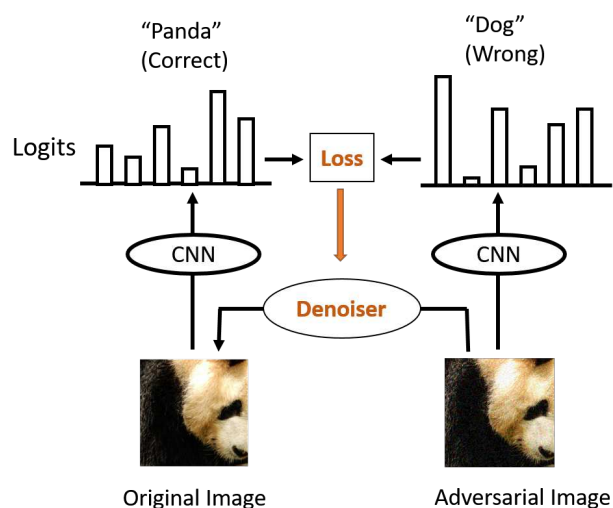 “Panda”
(Correct)
“Dog”
(Wrong)
Logits
Loss
CNN
CNN
Denoiser
Original Image
Adversarial Image